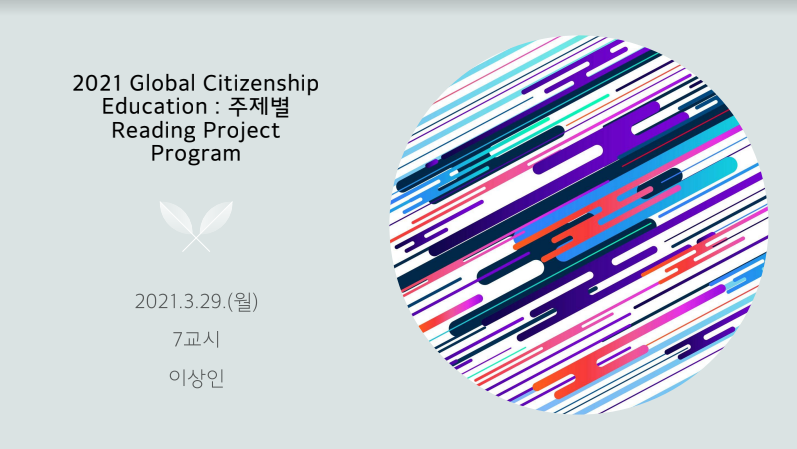 2021 Global Citizenship
Education : 주제별
Reading Project
Program
2021.3.29.(월)
7교시
이상인